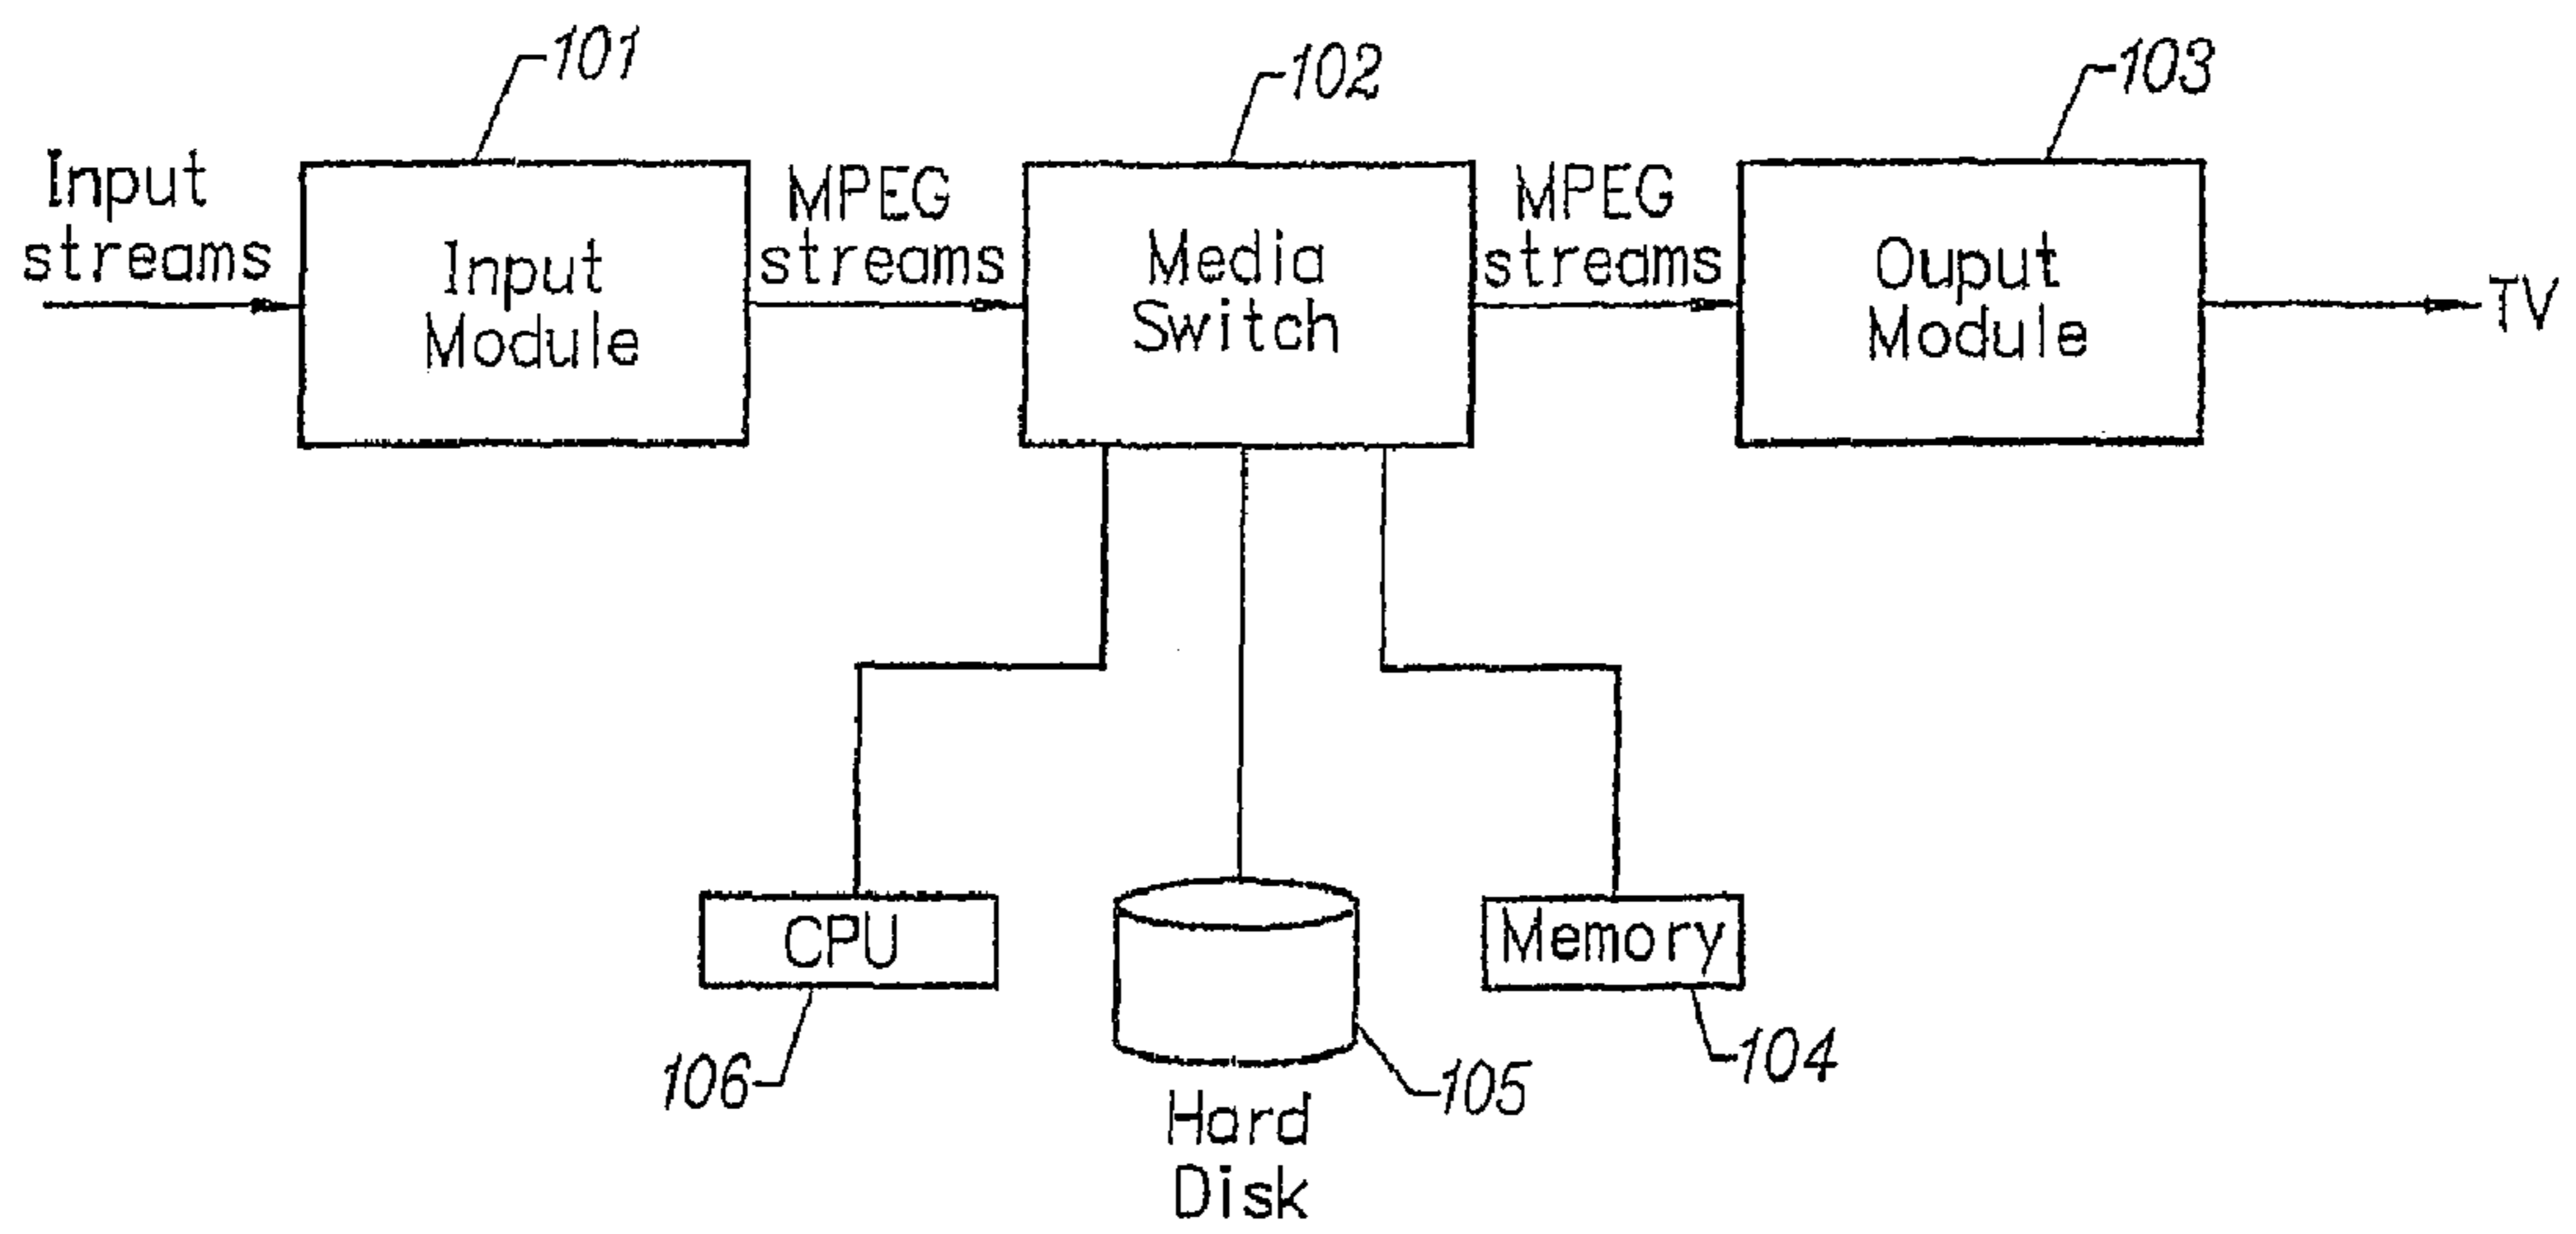 101
102
103
Input
streams
Input
Module
MPEG
streams
Media
Switch
MPEG
streams
Ouput
Module
TV
CPU
Memory
106
105
104
Hard
Disk